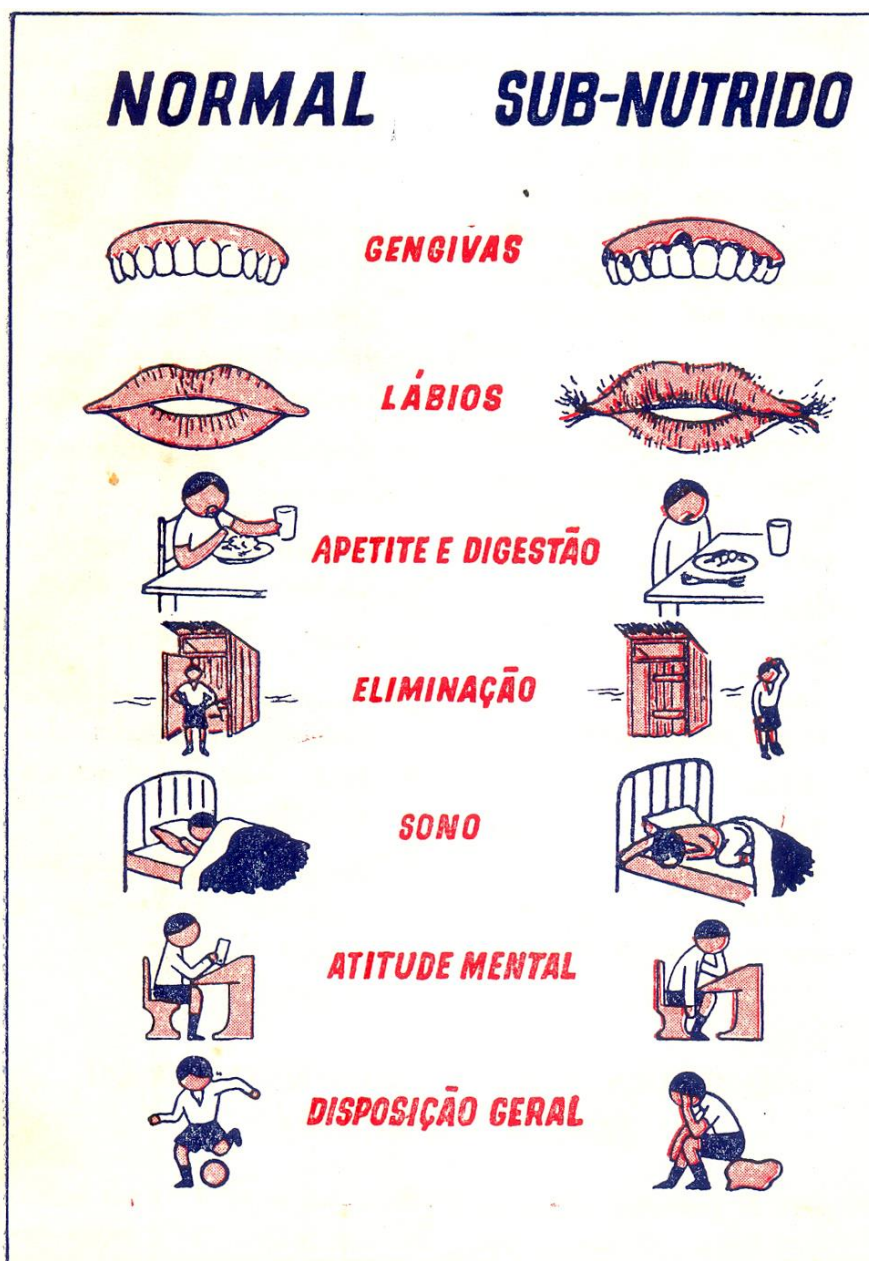 NORMAL SUB-NUTRIDO
GENGIVAS
LÁBIOS
APETITE E DIGESTÃO
ELIMINAÇÃO
SONO
ATITUDE MENTAL
DISPOSIÇÃO GERAL